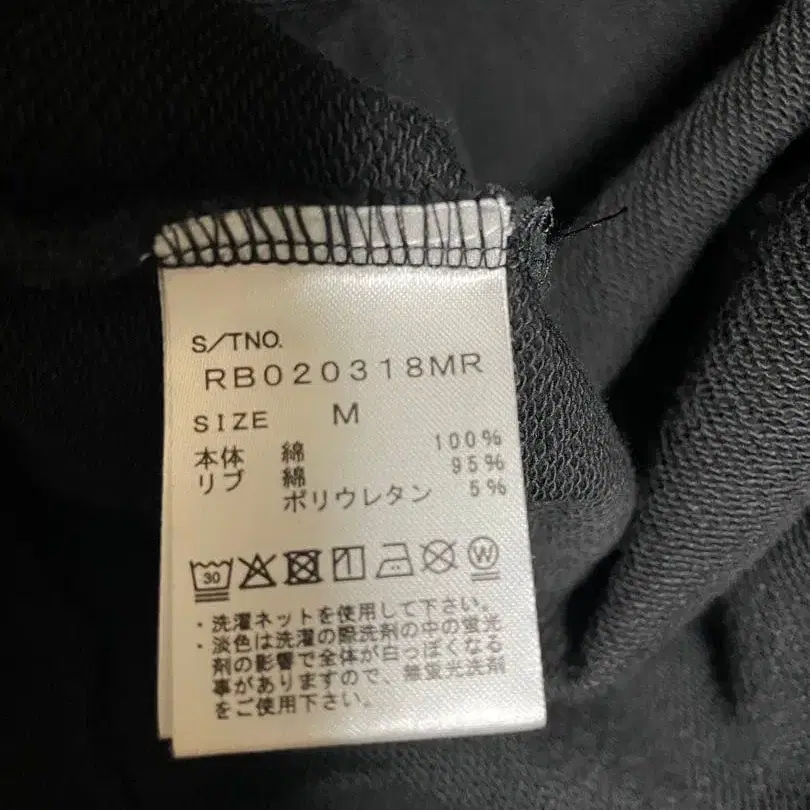 S/TNO.
RB020318MR
SIZE M
本体 綿 100%
リブ 綿 95%
ポリウレタン 5%
30 W
・洗濯ネットを使用して下さい。
・淡色は洗濯の際洗剤の中の蛍光
剤の影響で全体が白っぽくなる
事がありますので、無蛍光洗剤
をご使用下さい。